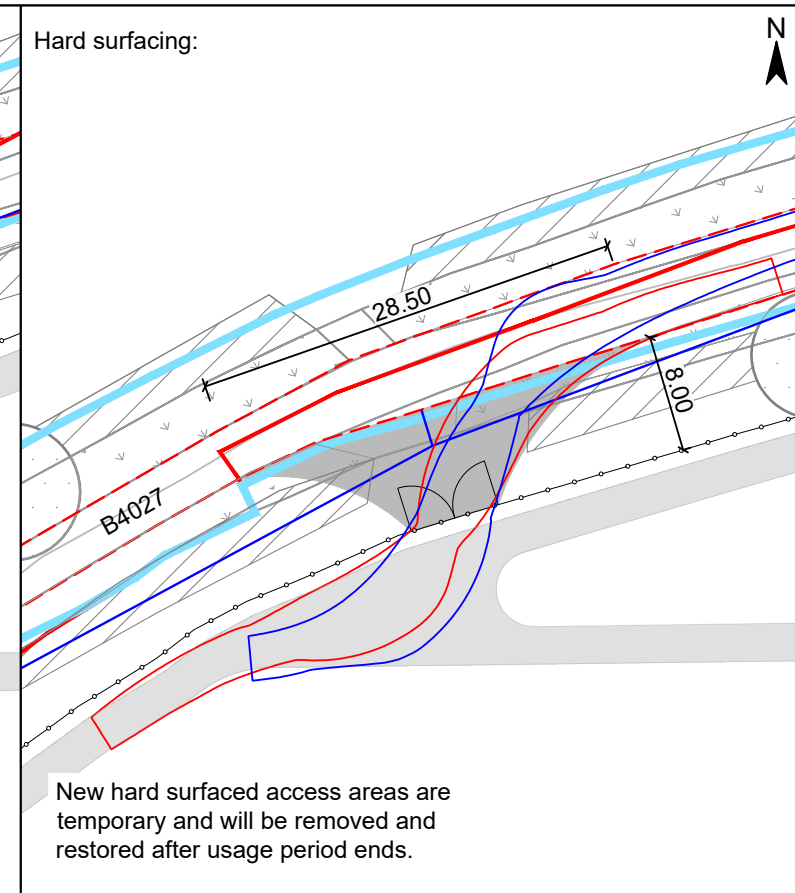 Hard surfacing:
N
28.50
8.00
B4027
New hard surfaced access areas are
temporary and will be removed and
restored after usage period ends.